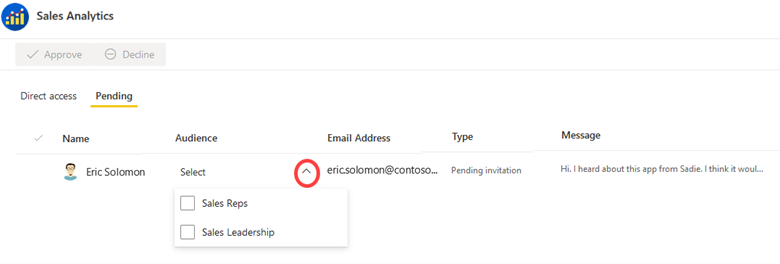 Sales Analytics
Approve Decline
Direct access Pending
Name Audience Email Address Type Message
Eric Solomon Select eric.solomon@contoso... Pending invitation Hi. I heard about this app from Sadie. I think it woul...
Sales Reps
Sales Leadership